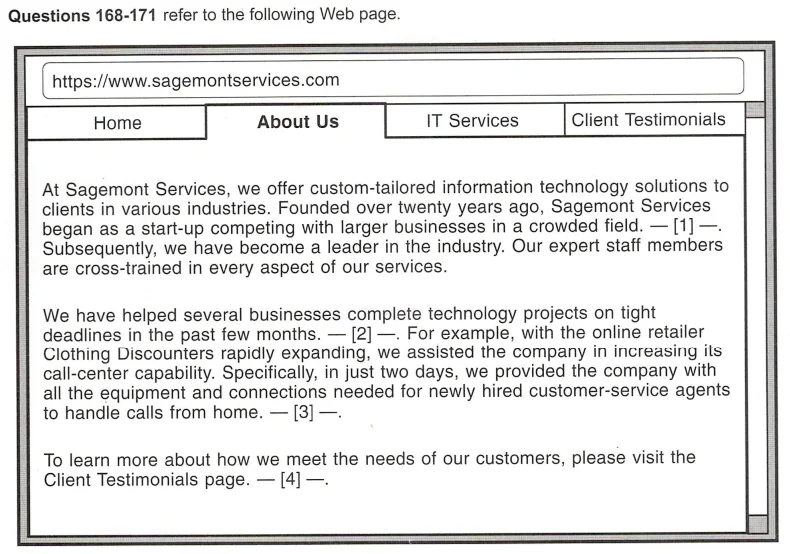 Questions 168-171 refer to the following Web page.
https://www.sagemontservices.com
Home
About Us
IT Services
Client Testimonials
At Sagemont Services, we offer custom-tailored information technology solutions to
clients in various industries. Founded over twenty years ago, Sagemont Services
began as a start-up competing with larger businesses in a crowded field. — [1] —.
Subsequently, we have become a leader in the industry. Our expert staff members
are cross-trained in every aspect of our services.
We have helped several businesses complete technology projects on tight
deadlines in the past few months. — [2] —. For example, with the online retailer
Clothing Discounters rapidly expanding, we assisted the company in increasing its
call-center capability. Specifically, in just two days, we provided the company with
all the equipment and connections needed for newly hired customer-service agents
to handle calls from home. — [3] —.
To learn more about how we meet the needs of our customers, please visit the
Client Testimonials page. — [4] —.